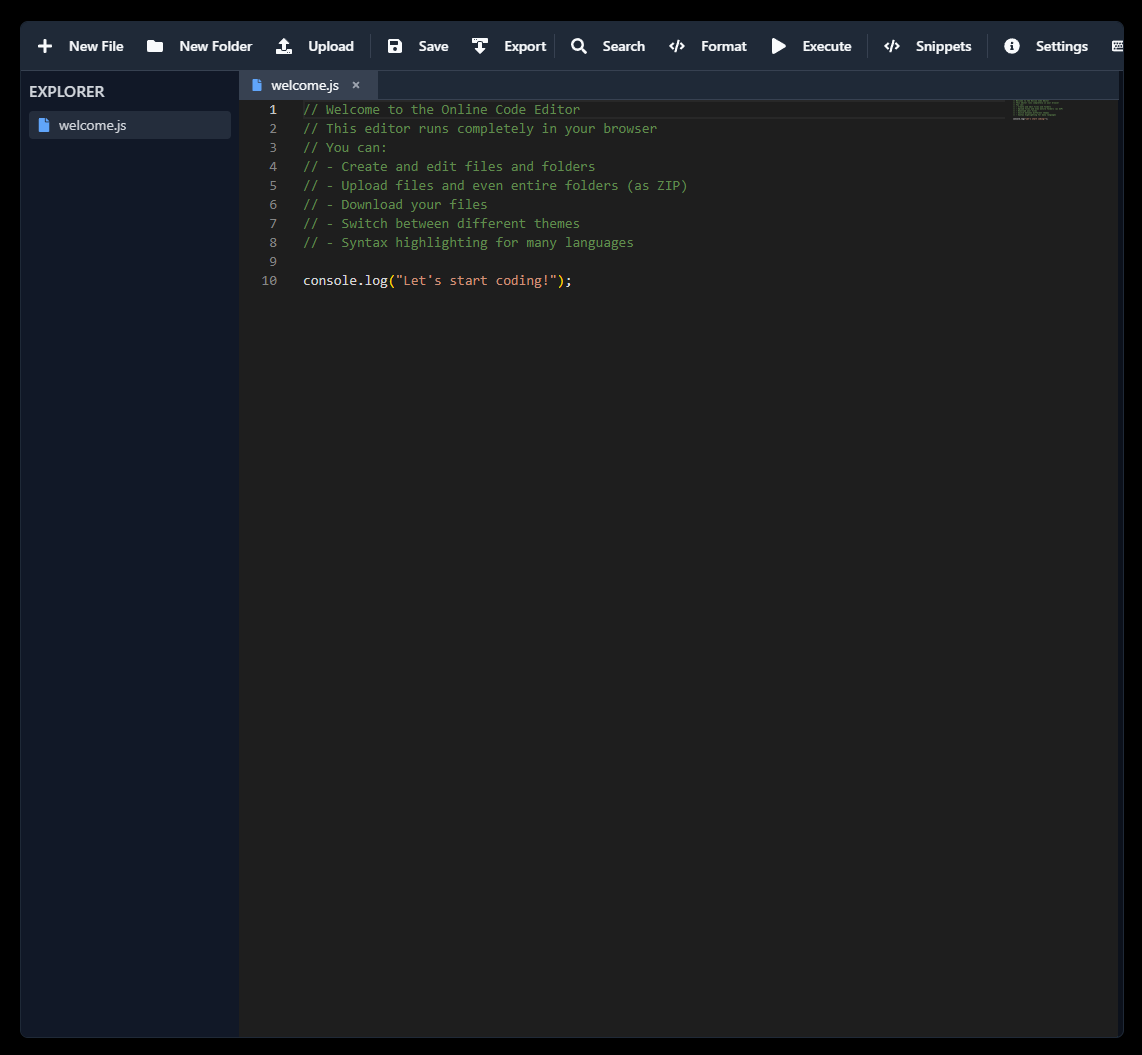 New File New Folder Upload Save Export Search Format Execute Snippets Settings
EXPLORER
welcome.js
welcome.js ×
1 // Welcome to the Online Code Editor
2 // This editor runs completely in your browser
3 // You can:
4 // - Create and edit files and folders
5 // - Upload files and even entire folders (as ZIP)
6 // - Download your files
7 // - Switch between different themes
8 // - Syntax highlighting for many languages
9
10 console.log("Let's start coding!");